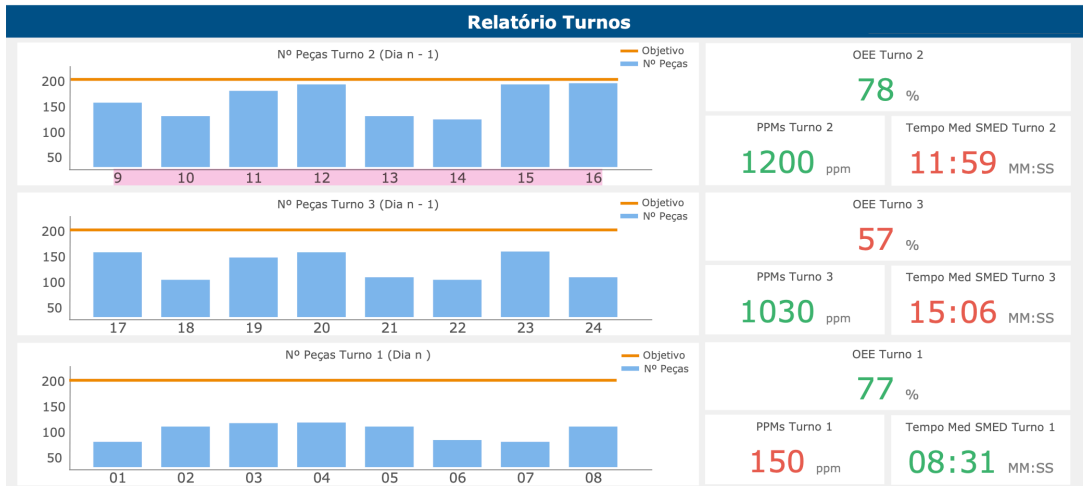 Relatório Turnos
Nº Peças Turno 2 (Dia n - 1)
Objetivo
Nº Peças
200
150
100
50
9 10 11 12 13 14 15 16
OEE Turno 2
78 %
PPMs Turno 2
1200 ppm
Tempo Med SMED Turno 2
11:59 MM:SS
Nº Peças Turno 3 (Dia n - 1)
Objetivo
Nº Peças
200
150
100
50
17 18 19 20 21 22 23 24
OEE Turno 3
57 %
PPMs Turno 3
1030 ppm
Tempo Med SMED Turno 3
15:06 MM:SS
Nº Peças Turno 1 (Dia n )
Objetivo
Nº Peças
200
150
100
50
01 02 03 04 05 06 07 08
OEE Turno 1
77 %
PPMs Turno 1
150 ppm
Tempo Med SMED Turno 1
08:31 MM:SS